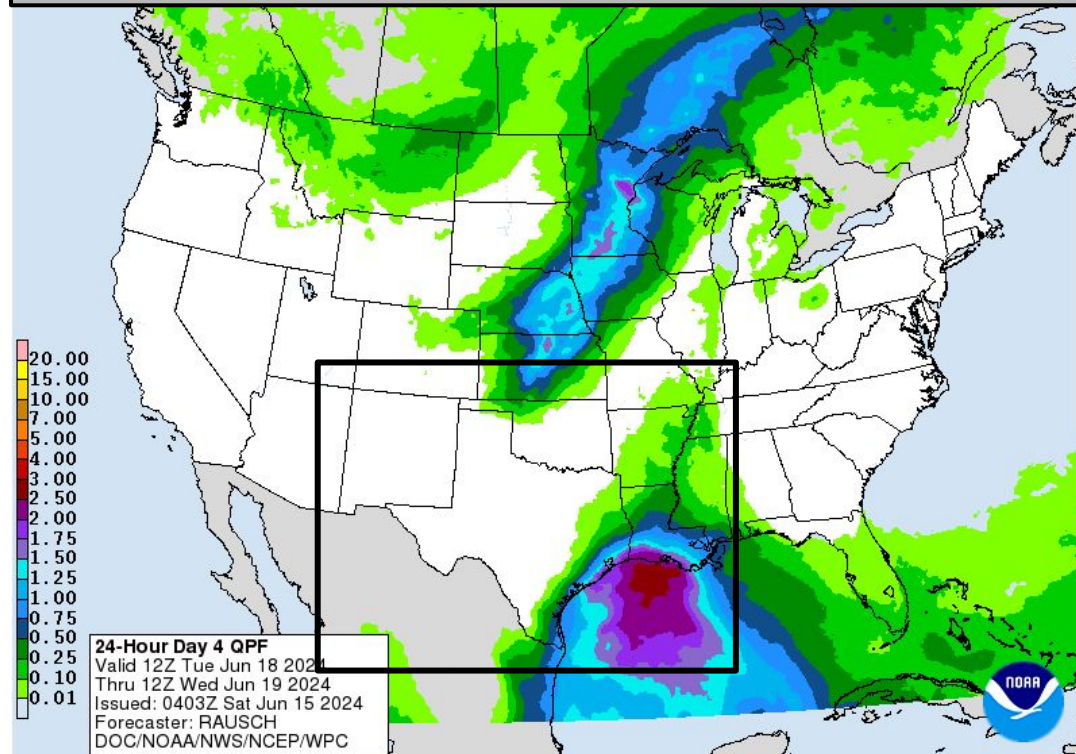 20.00
15.00
10.00
7.00
5.00
4.00
3.00
2.50
2.00
1.75
1.50
1.25
1.00
0.75
0.50
0.25
0.10
0.01
24-Hour Day 4 QPF
Valid 12Z Tue Jun 18 2024
Thru 12Z Wed Jun 19 2024
Issued: 0403Z Sat Jun 15 2024
Forecaster: RAUSCH
DOC/NOAA/NWS/NCEP/WPC
NOAA